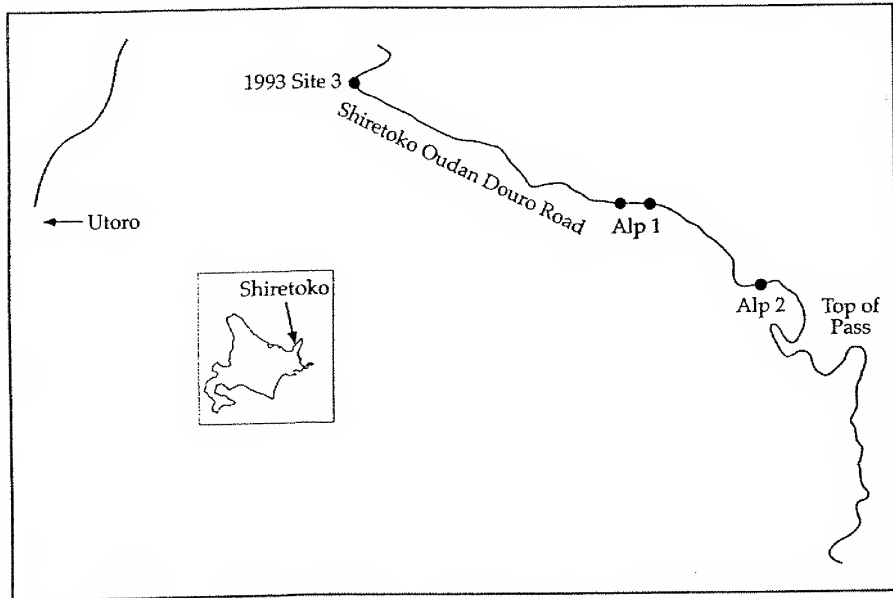 1993 Site 3
Shiretoko Oudan Douro Road
Utoro
Alp 1
Shiretoko
Alp 2
Top of
Pass